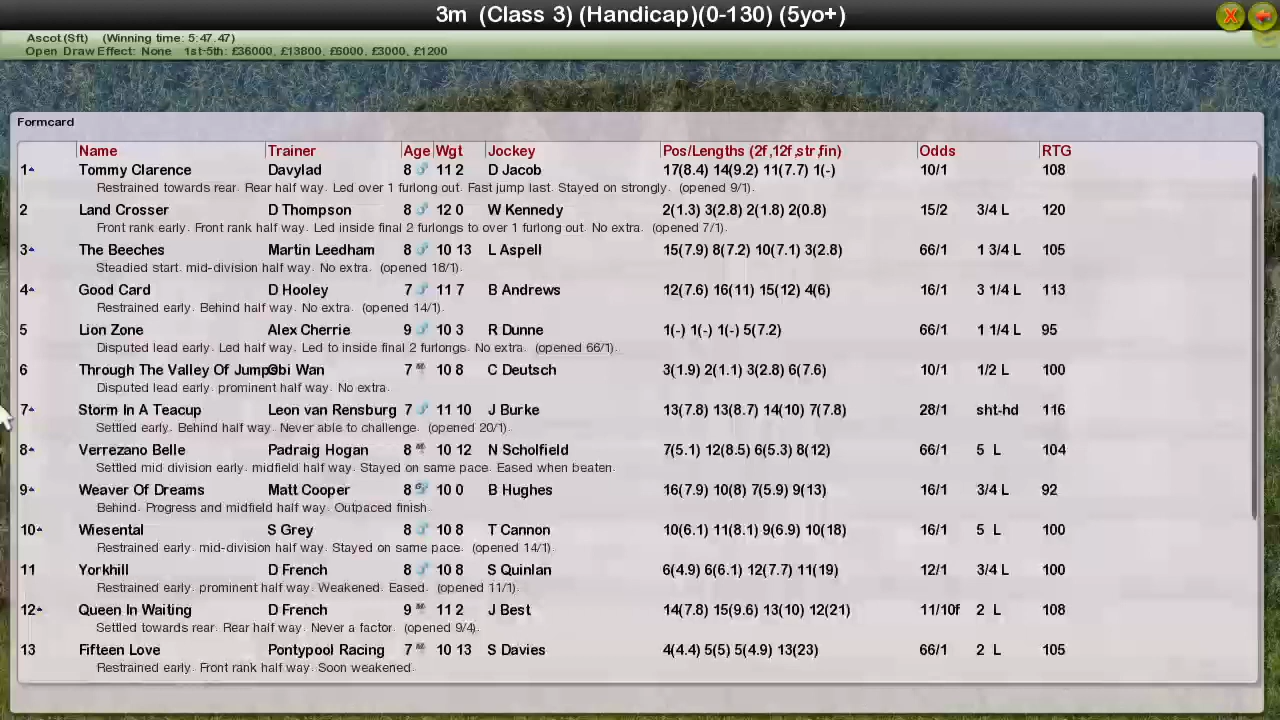 3m (Class 3) (Handicap)(0-130) (5yo+)
Ascot(Sft) (Winning time: 5:47.47)
Open Draw Effect: None 1st-5th: £36000, £13800, £6000, £3000, £1200
Formcard
Name Trainer Age Wgt Jockey Pos/Lengths (2f,12f,str,fin) Odds RTG
1 Tommy Clarence Davylad 8 11 2 D Jacob 17(8.4) 14(9.2) 11(7.7) 1(-) 10/1 108
Restrained towards rear. Rear half way. Led over 1 furlong out. Fast jump last. Stayed on strongly. (opened 9/1).
2 Land Crosser D Thompson 8 12 0 W Kennedy 2(1.3) 3(2.8) 2(1.8) 2(0.8) 15/2 3/4 L 120
Front rank early. Front rank half way. Led inside final 2 furlongs to over 1 furlong out. No extra. (opened 7/1).
3 The Beeches Martin Leedham 8 10 13 L Aspell 15(7.9) 8(7.2) 10(7.1) 3(2.8) 66/1 1 3/4 L 105
Steadied start. mid-division half way. No extra. (opened 18/1).
4 Good Card D Hooley 7 11 7 B Andrews 12(7.6) 16(11) 15(12) 4(6) 16/1 3 1/4 L 113
Restrained early. Behind half way. No extra. (opened 14/1).
5 Lion Zone Alex Cherrie 9 10 3 R Dunne 1(-) 1(-) 1(-) 5(7.2) 66/1 1 1/4 L 95
Disputed lead early. Led half way. Led to inside final 2 furlongs. No extra. (opened 66/1).
6 Through The Valley Of Jumps Obi Wan 7 10 8 C Deutsch 3(1.9) 2(1.1) 3(2.8) 6(7.6) 10/1 1/2 L 100
Disputed lead early. prominent half way. No extra.
7 Storm In A Teacup Leon van Rensburg 7 11 10 J Burke 13(7.8) 13(8.7) 14(10) 7(7.8) 28/1 sht-hd 116
Settled early. Behind half way. Never able to challenge. (opened 20/1).
8 Verrezano Belle Padraig Hogan 8 10 12 N Scholfield 7(5.1) 12(8.5) 6(5.3) 8(12) 66/1 5 L 104
Settled mid division early. midfield half way. Stayed on same pace. Eased when beaten.
9 Weaver Of Dreams Matt Cooper 8 10 0 B Hughes 16(7.9) 10(8) 7(5.9) 9(13) 16/1 3/4 L 92
Behind. Progress and midfield half way. Outpaced finish.
10 Wiesental S Grey 8 10 8 T Cannon 10(6.1) 11(8.1) 9(6.9) 10(18) 16/1 5 L 100
Restrained early. mid-division half way. Stayed on same pace. (opened 14/1).
11 Yorkhill D French 8 10 8 S Quinlan 6(4.9) 6(6.1) 12(7.7) 11(19) 12/1 3/4 L 100
Restrained early. prominent half way. Weakened. Eased. (opened 11/1).
12 Queen In Waiting D French 9 11 2 J Best 14(7.8) 15(9.6) 13(10) 12(21) 11/10f 2 L 108
Settled towards rear. Rear half way. Never a factor. (opened 9/4).
13 Fifteen Love Pontypool Racing 7 10 13 S Davies 4(4.4) 5(5) 5(4.9) 13(23) 66/1 2 L 105
Restrained early. Front rank half way. Soon weakened.